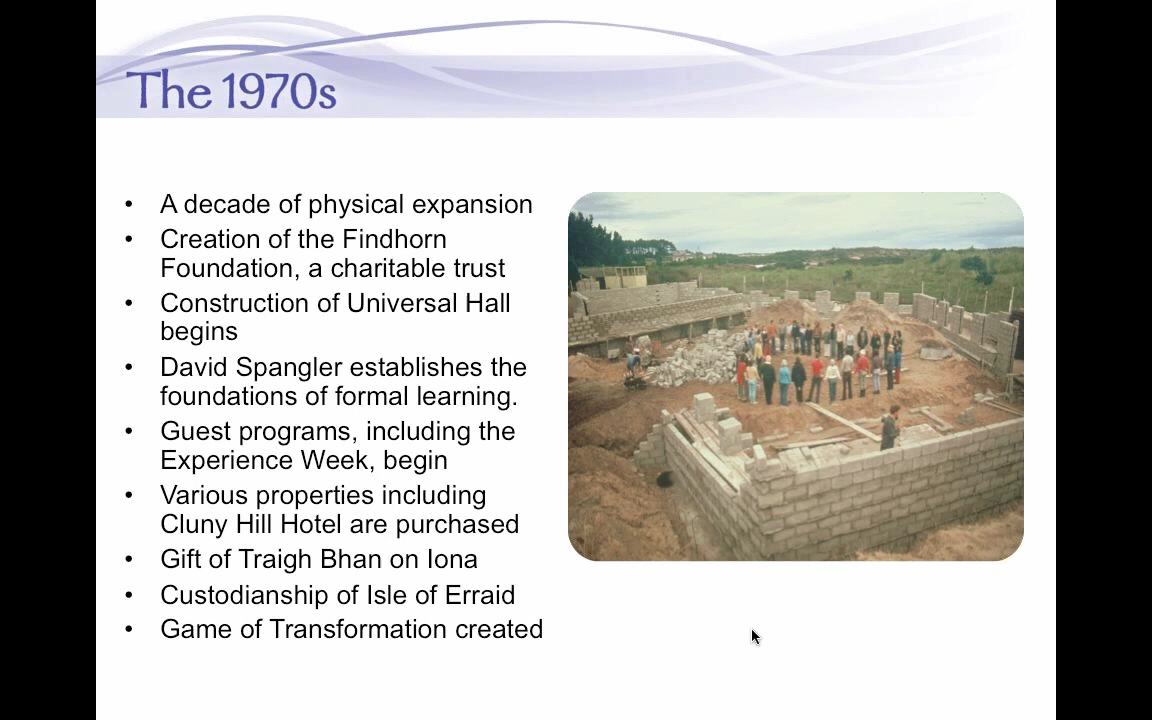 The 1970s
• A decade of physical expansion
• Creation of the Findhorn
Foundation, a charitable trust
• Construction of Universal Hall
begins
• David Spangler establishes the
foundations of formal learning.
• Guest programs, including the
Experience Week, begin
• Various properties including
Cluny Hill Hotel are purchased
• Gift of Traigh Bhan on Iona
• Custodianship of Isle of Erraid
• Game of Transformation created